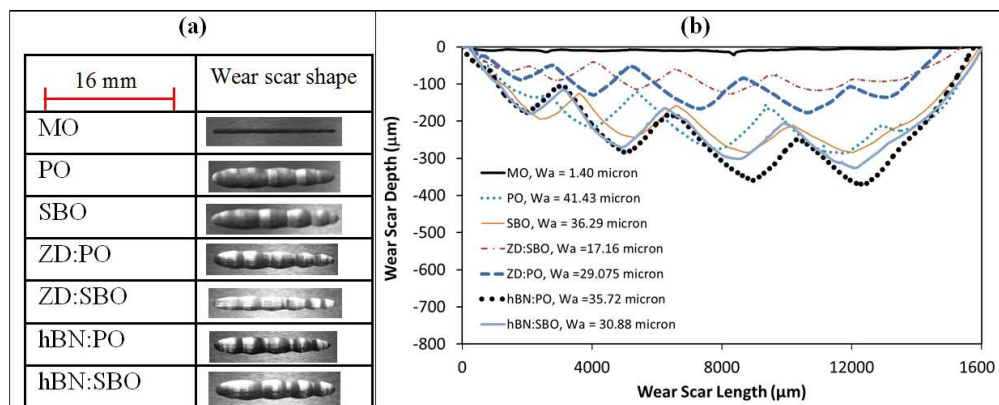 (a)
16 mm
Wear scar shape
MO
PO
SBO
ZD:PO
ZD:SBO
hBN:PO
hBN:SBO
(b)
0
-100
-200
-300
-400
-500
-600
-700
-800
Wear Scar Depth (µm)
MO, Wa = 1.40 micron
PO, Wa = 41.43 micron
SBO, Wa = 36.29 micron
ZD:SBO, Wa =17.16 micron
ZD:PO, Wa =29.075 micron
hBN:PO, Wa =35.72 micron
hBN:SBO, Wa = 30.88 micron
0
4000
8000
12000
16000
Wear Scar Length (µm)